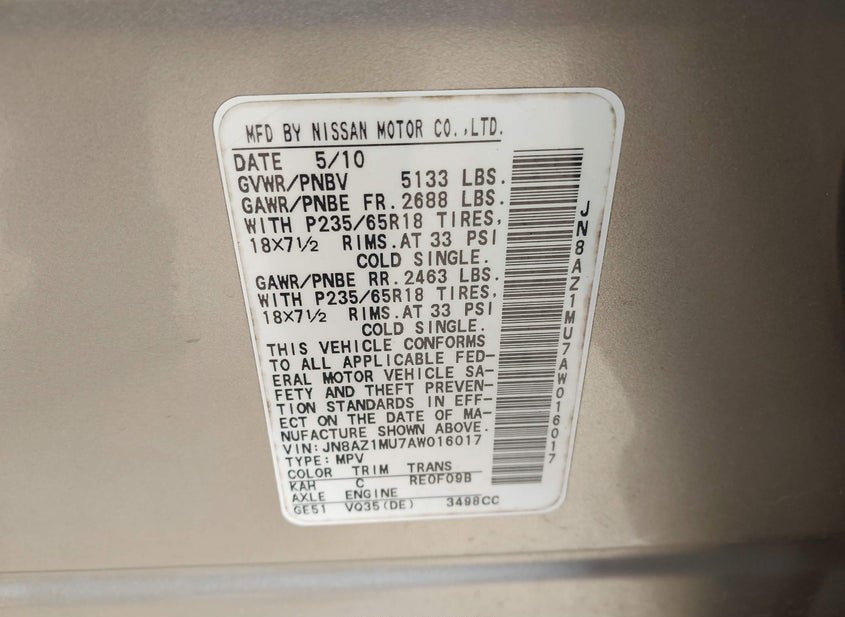 MFD BY NISSAN MOTOR CO.,LTD.
DATE 5/10
GVWR/PNBV 5133 LBS.
GAWR/PNBE FR. 2688 LBS.
WITH P235/65R18 TIRES,
18X7½ RIMS. AT 33 PSI
COLD SINGLE.
GAWR/PNBE RR. 2463 LBS.
WITH P235/65R18 TIRES,
18X7½ RIMS. AT 33 PSI
COLD SINGLE.
THIS VEHICLE CONFORMS
TO ALL APPLICABLE FED-
ERAL MOTOR VEHICLE SA-
FETY AND THEFT PREVEN-
TION STANDARDS IN EFF-
ECT ON THE DATE OF MA-
NUFACTURE SHOWN ABOVE.
VIN: JN8AZ1MU7AW016017
TYPE: MPV
COLOR TRIM TRANS
KAH C RE0F09B
AXLE ENGINE
GE51 VQ35(DE) 3498CC
JN8AZ1MU7AW016017